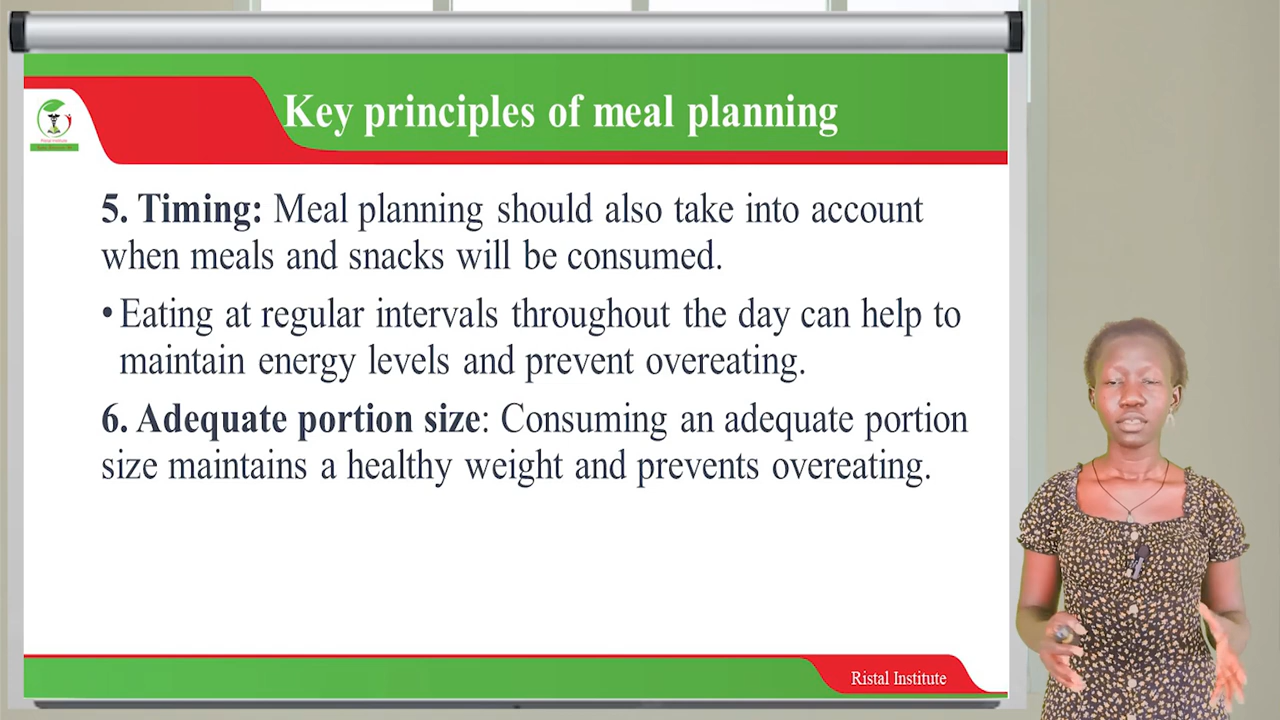 Key principles of meal planning
5. Timing: Meal planning should also take into account
when meals and snacks will be consumed.
• Eating at regular intervals throughout the day can help to
maintain energy levels and prevent overeating.
6. Adequate portion size: Consuming an adequate portion
size maintains a healthy weight and prevents overeating.
Ristal Institute